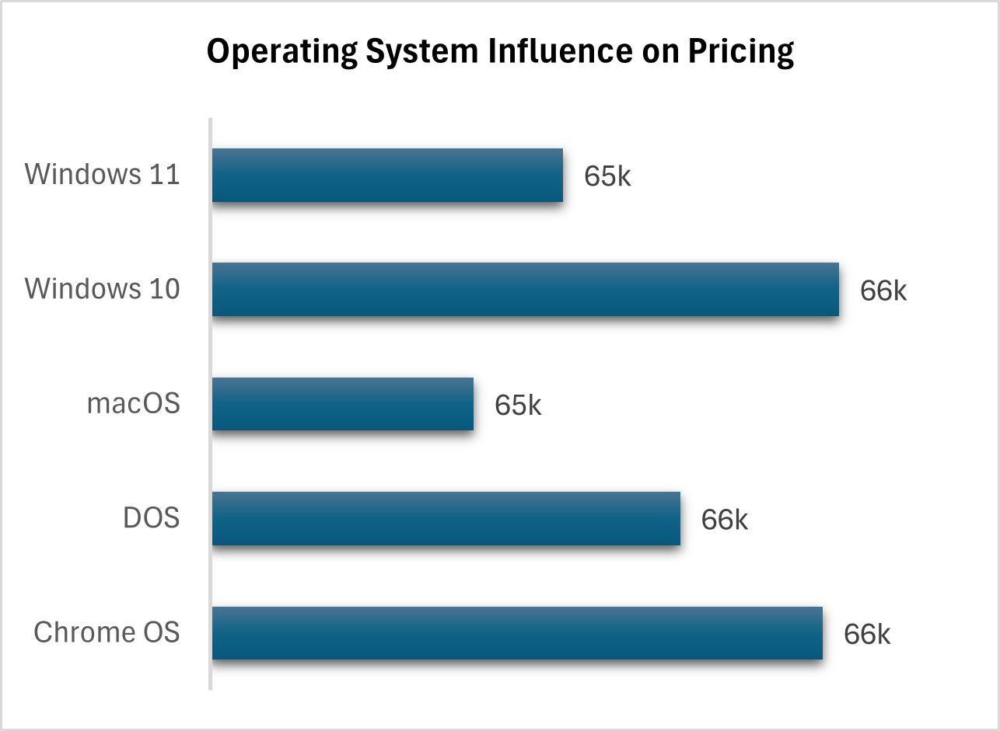 Operating System Influence on Pricing
Windows 11
65k
Windows 10
66k
macOS
65k
DOS
66k
Chrome OS
66k